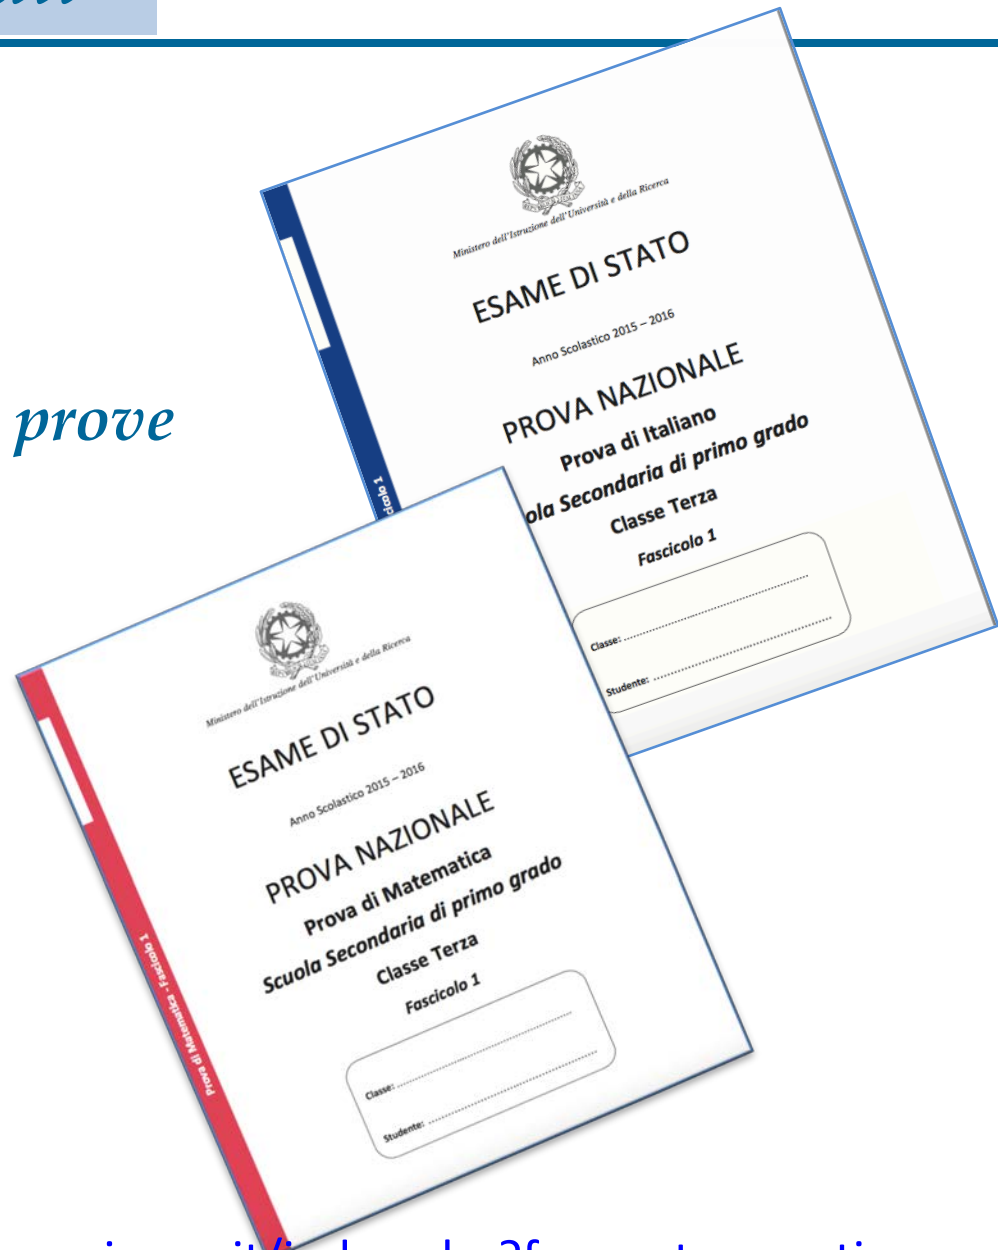 Ministero dell'Istruzione dell'Università e della Ricerca
ESAME DI STATO
Anno Scolastico 2015 – 2016
PROVA NAZIONALE
Prova di Italiano
Secondaria di primo grado
Classe Terza
Fascicolo 1
Classe:
Studente:
prove
Ministero dell'Istruzione dell'Università e della Ricerca
ESAME DI STATO
Anno Scolastico 2015 – 2016
PROVA NAZIONALE
Prova di Matematica
Scuola Secondaria di primo grado
Classe Terza
Fascicolo 1
Classe:
Studente:
Prova di Matematica - Fascicolo 1